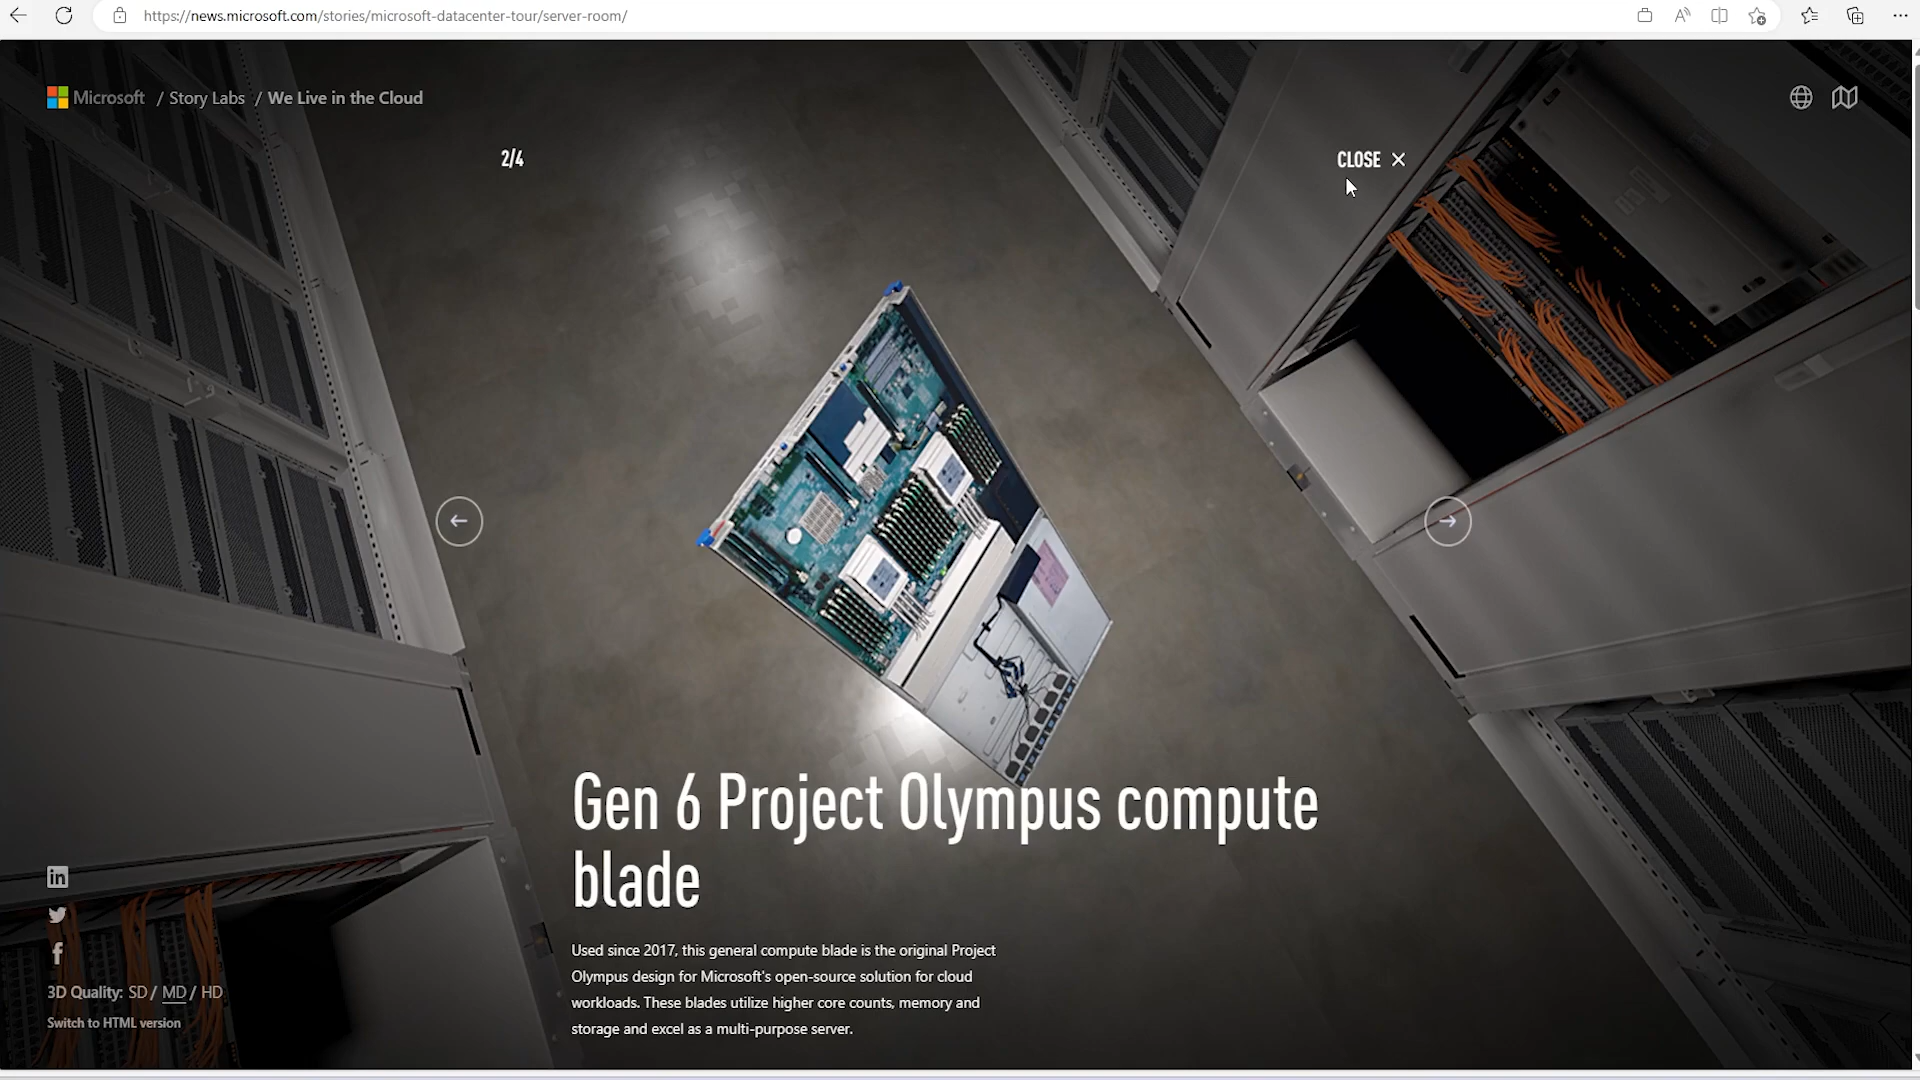 https://news.microsoft.com/stories/microsoft-datacenter-tour/server-room/
Microsoft / Story Labs / We Live in the Cloud
2/4
CLOSE ×
Gen 6 Project Olympus compute
blade
Used since 2017, this general compute blade is the original Project
Olympus design for Microsoft's open-source solution for cloud
workloads. These blades utilize higher core counts, memory and
storage and excel as a multi-purpose server.
3D Quality: SD / MD / HD
Switch to HTML version